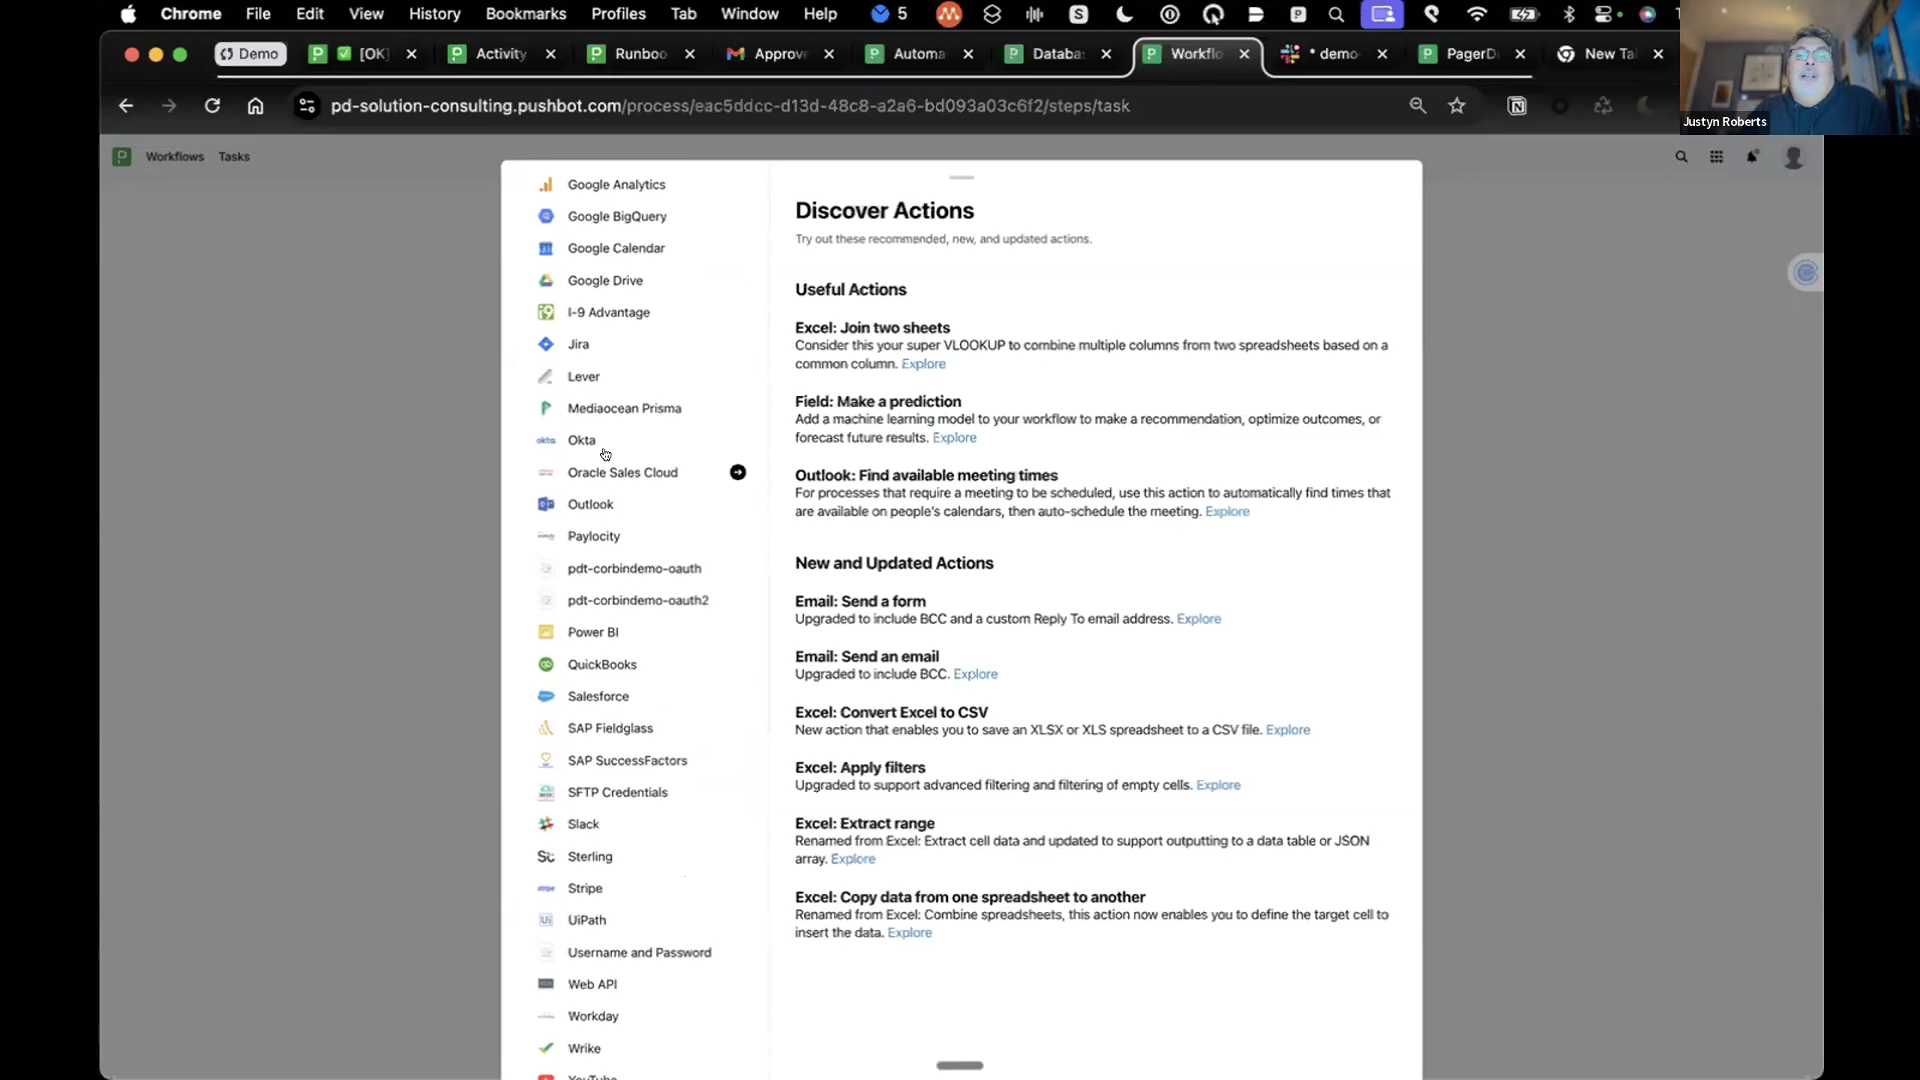 Chrome File Edit View History Bookmarks Profiles Tab Window Help 5
Demo [OK] Activity Runboo Approv Automa Databa Workflo * demo PagerD New Ta
pd-solution-consulting.pushbot.com/process/eac5ddcc-d13d-48c8-a2a6-bd093a03c6f2/steps/task
Justyn Roberts
Workflows Tasks
Google Analytics
Google BigQuery
Google Calendar
Google Drive
I-9 Advantage
Jira
Lever
Mediaocean Prisma
okta Okta
Oracle Sales Cloud
Outlook
Paylocity
pdt-corbindemo-oauth
pdt-corbindemo-oauth2
Power BI
QuickBooks
Salesforce
SAP Fieldglass
SAP SuccessFactors
SFTP Credentials
Slack
Sterling
Stripe
UiPath
Username and Password
Web API
Workday
Wrike
YouTube
Discover Actions
Try out these recommended, new, and updated actions.
Useful Actions
Excel: Join two sheets
Consider this your super VLOOKUP to combine multiple columns from two spreadsheets based on a
common column. Explore
Field: Make a prediction
Add a machine learning model to your workflow to make a recommendation, optimize outcomes, or
forecast future results. Explore
Outlook: Find available meeting times
For processes that require a meeting to be scheduled, use this action to automatically find times that
are available on people's calendars, then auto-schedule the meeting. Explore
New and Updated Actions
Email: Send a form
Upgraded to include BCC and a custom Reply To email address. Explore
Email: Send an email
Upgraded to include BCC. Explore
Excel: Convert Excel to CSV
New action that enables you to save an XLSX or XLS spreadsheet to a CSV file. Explore
Excel: Apply filters
Upgraded to support advanced filtering and filtering of empty cells. Explore
Excel: Extract range
Renamed from Excel: Extract cell data and updated to support outputting to a data table or JSON
array. Explore
Excel: Copy data from one spreadsheet to another
Renamed from Excel: Combine spreadsheets, this action now enables you to define the target cell to
insert the data. Explore